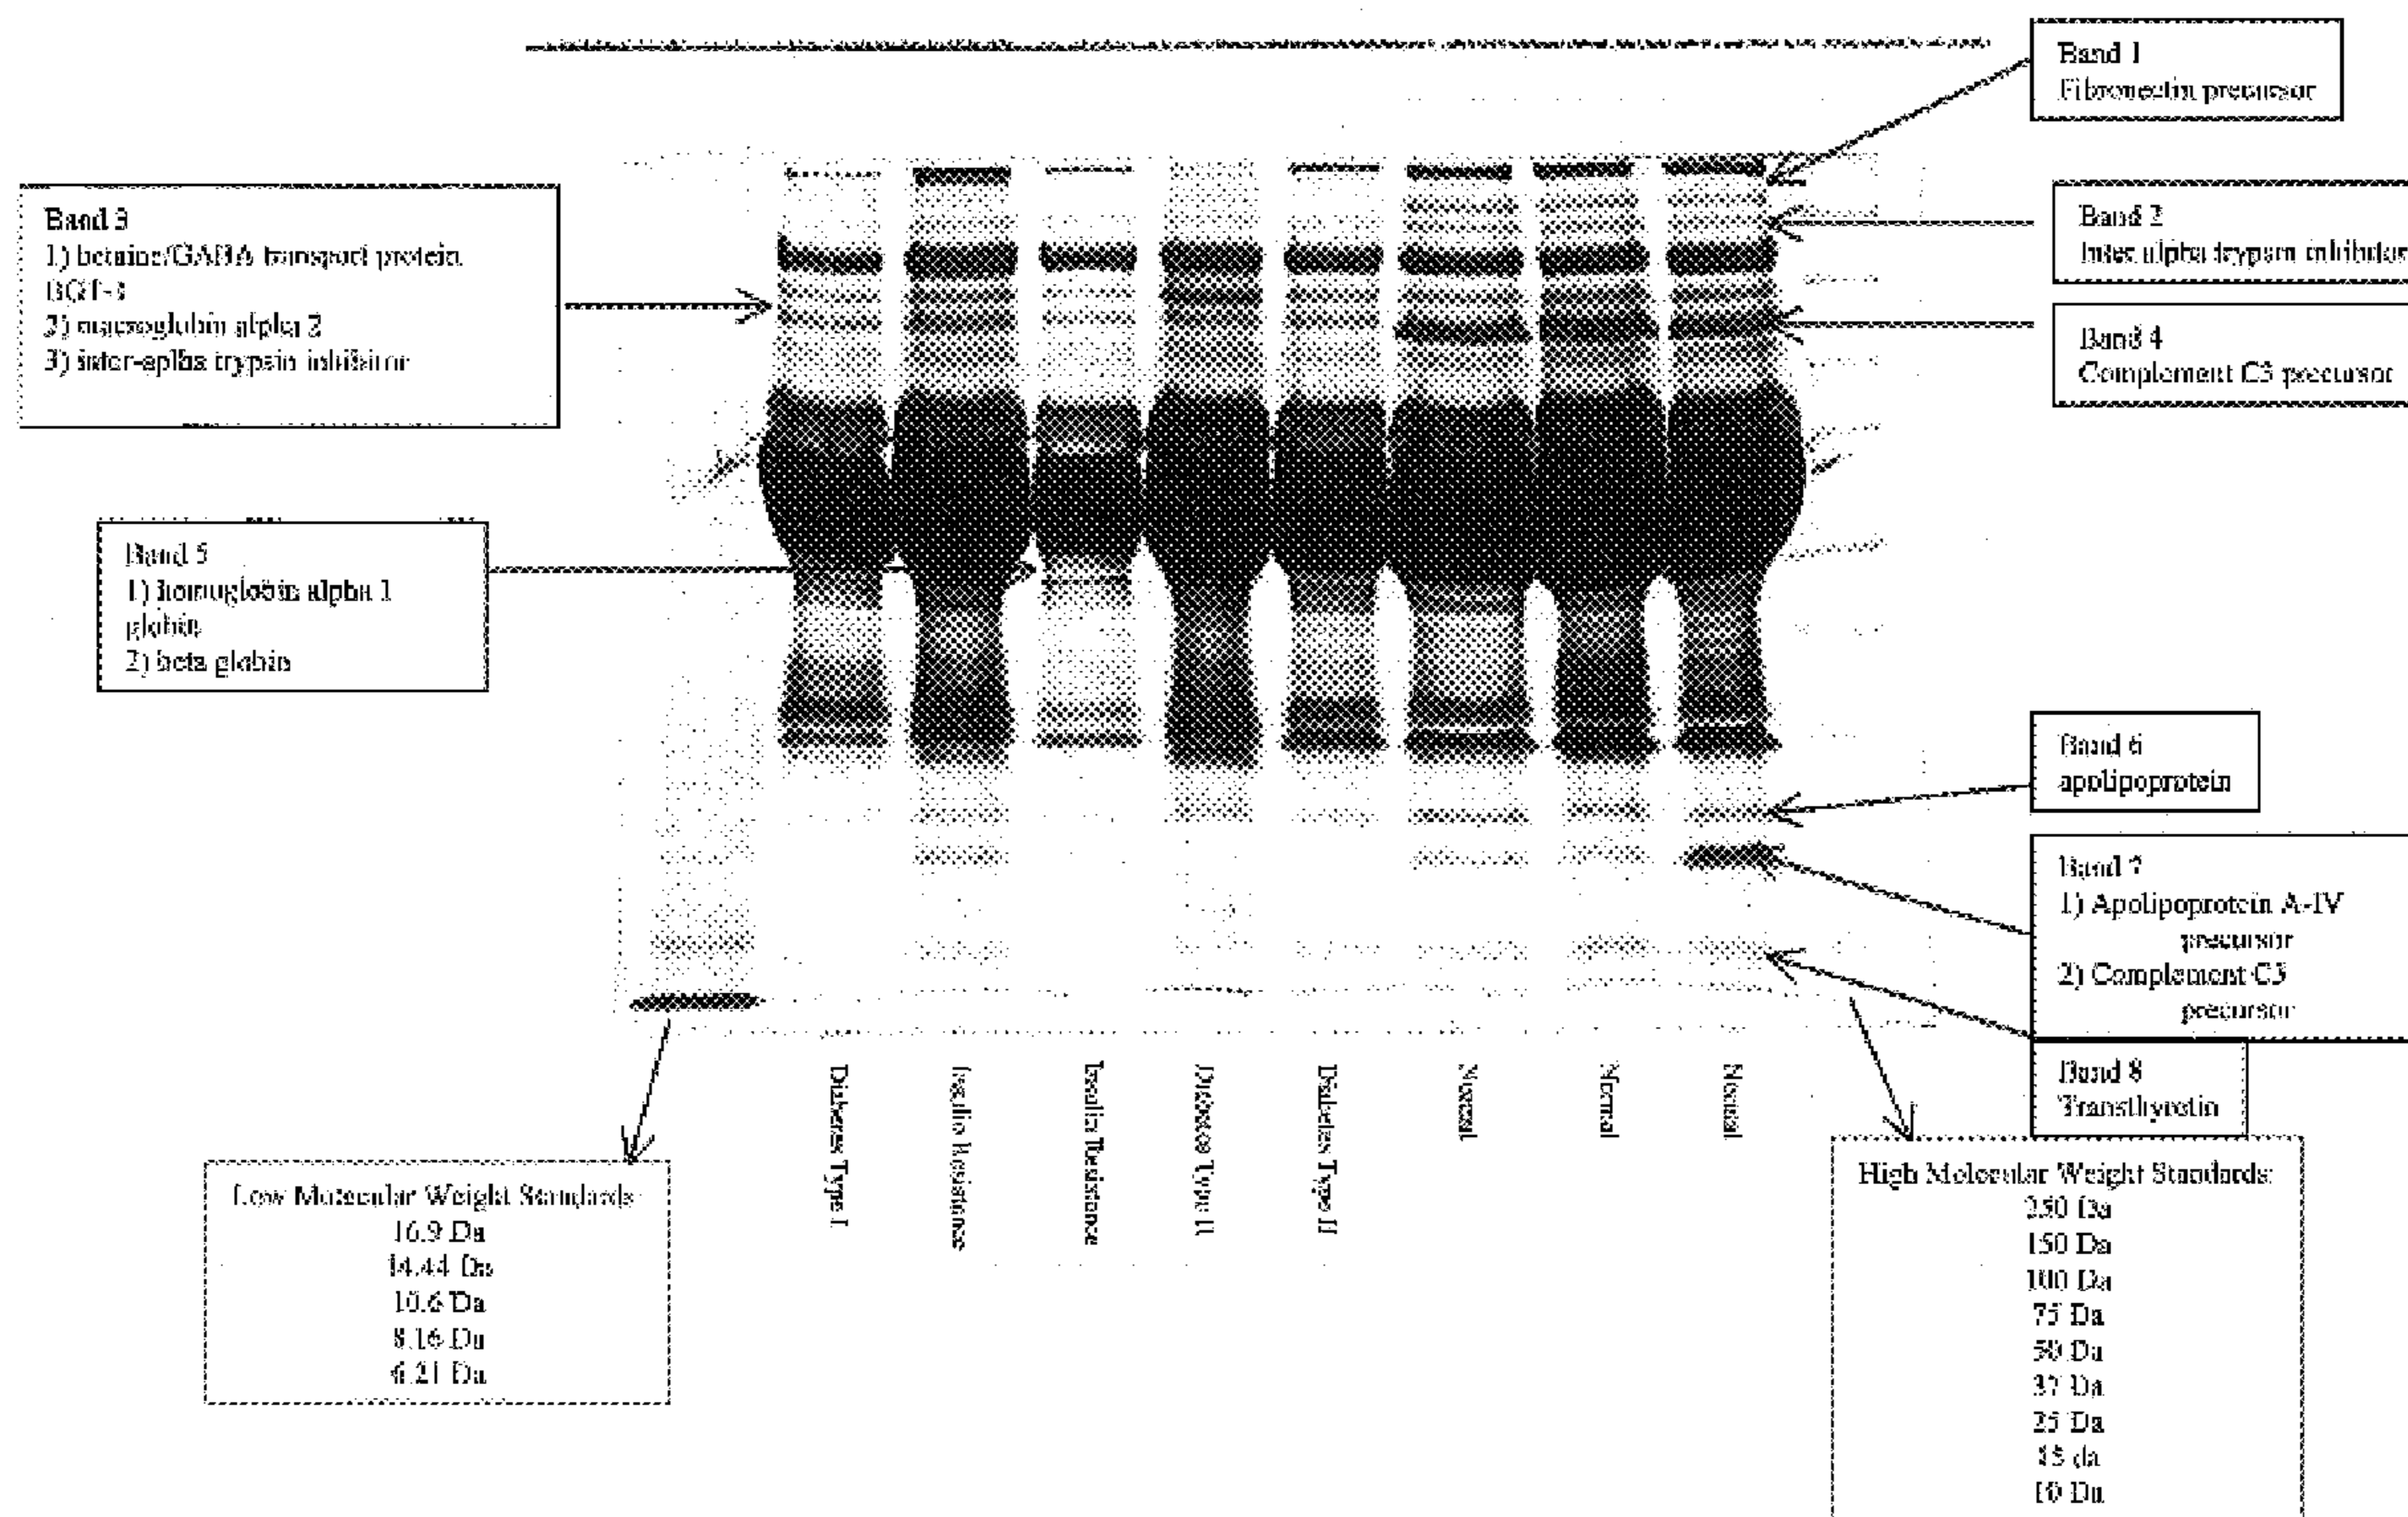 Band 1
Fibronectin precursor
Band 2
Inter alpha trypsin inhibitor
Band 3
1) betaine/GABA transport protein
2) macroglobin alpha 2
3) inter-aplha trypsin inhibitor
Band 4
Complement C3 precursor
Band 5
1) homuglobin alpha 1
globin
2) beta globin
Band 6
apolipoprotein
Band 7
1) Apolipoprotein A-IV
precursor
2) Complement C3
precursor
Band 8
Transthyretin
Diabetes Type I
Insulin Resistance
Insulin Resistance
Diabetes Type II
Diabetes Type II
Normal
Normal
Normal
Low Molecular Weight Standards
16.9 Da
14.44 Da
10.6 Da
8.16 Da
6.21 Da
High Molecular Weight Standards:
250 Da
150 Da
100 Da
75 Da
50 Da
37 Da
25 Da
15 da
10 Da